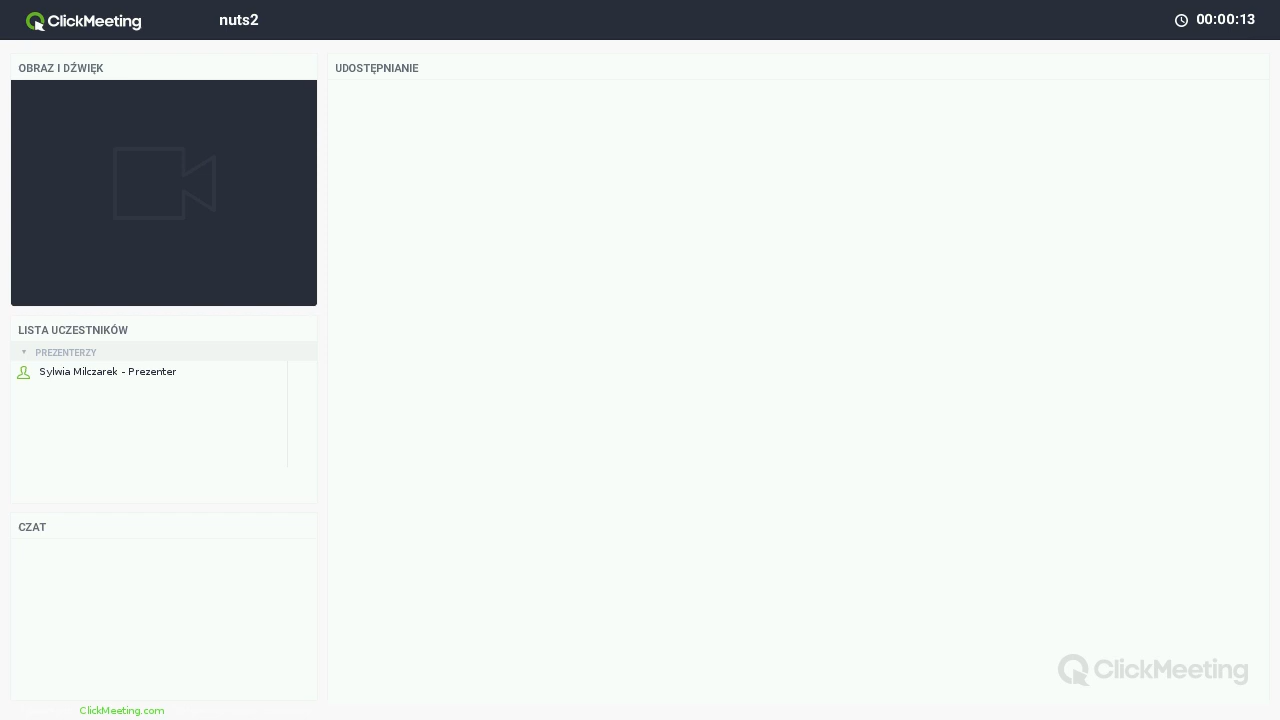 ClickMeeting
nuts2
00:00:13
OBRAZ I DŹWIĘK
UDOSTĘPNIANIE
LISTA UCZESTNIKÓW
PREZENTERZY
Sylwia Milczarek - Prezenter
CZAT
ClickMeeting
ClickMeeting.com